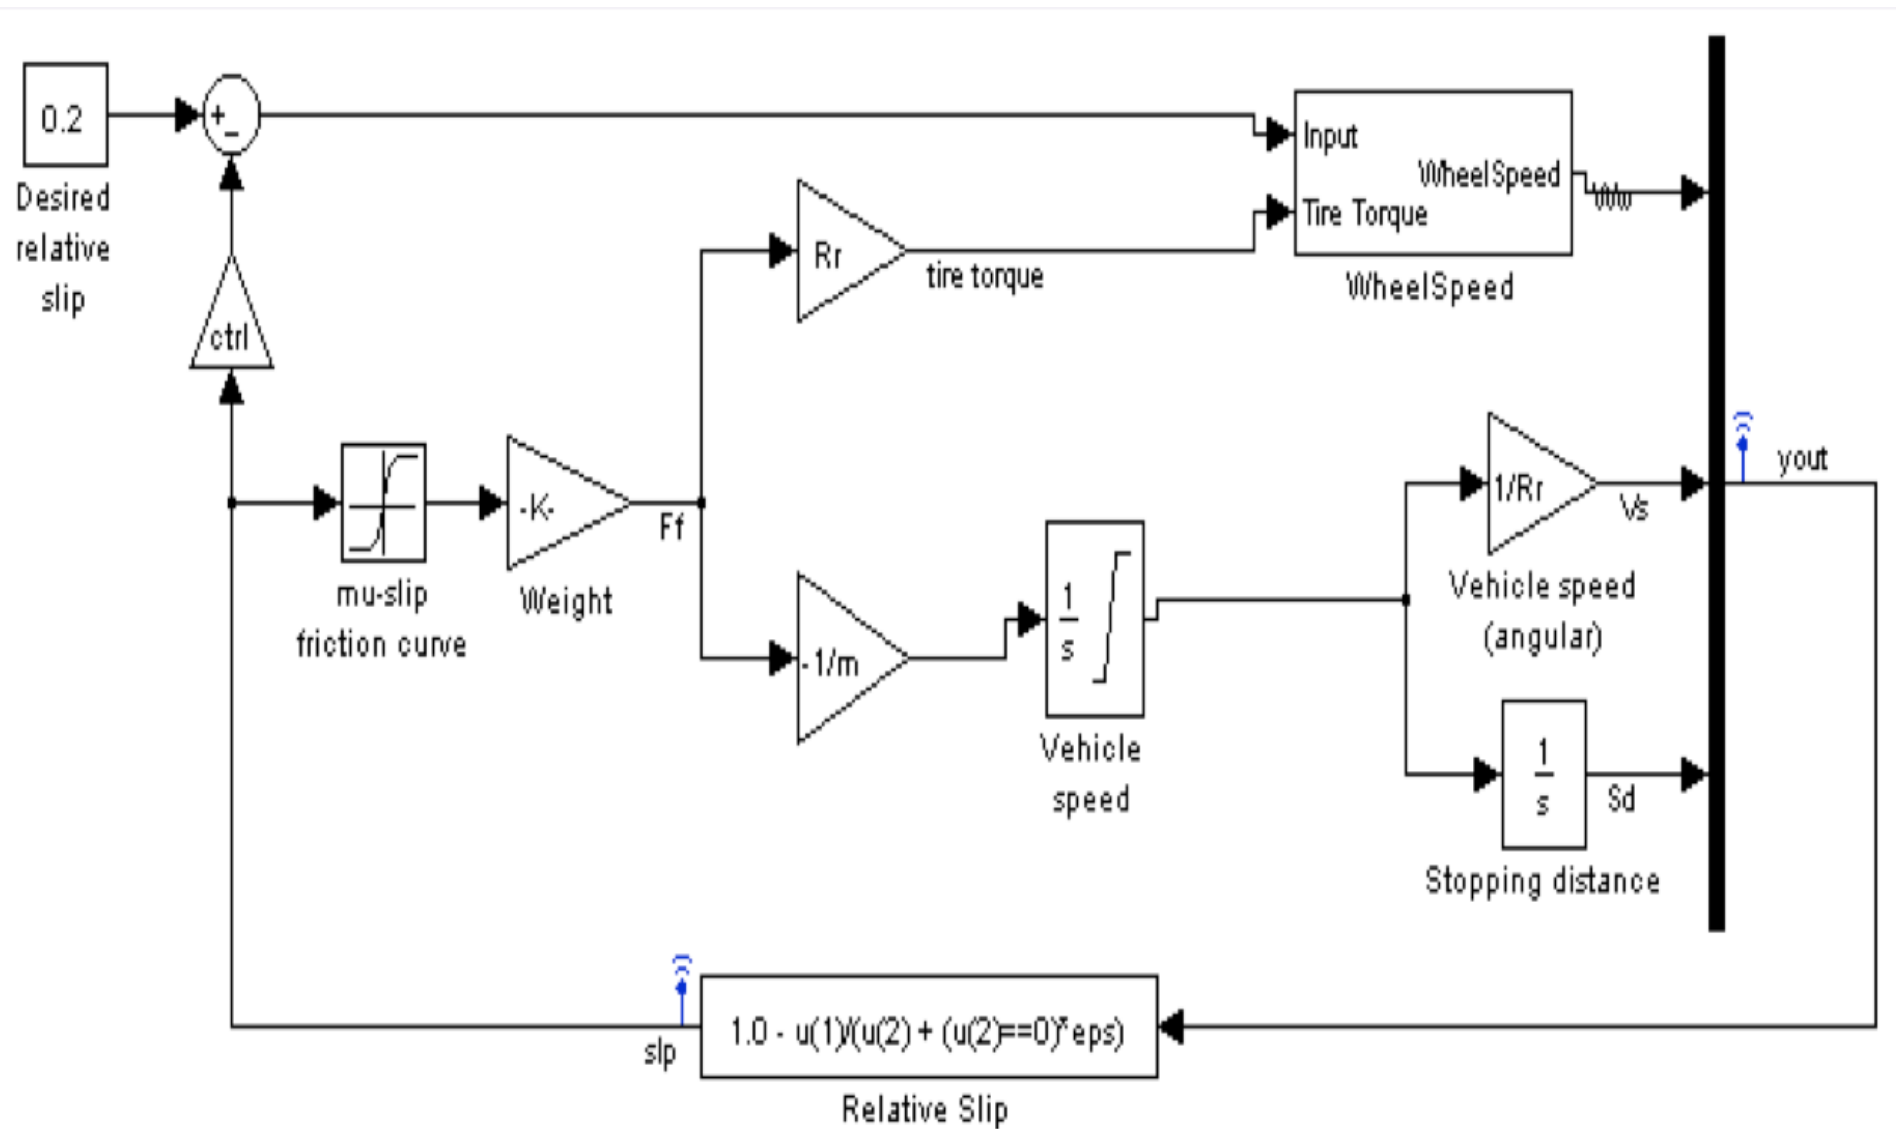 0.2
Desired
relative
slip
+
−
ctrl
mu-slip
friction curve
-K-
Weight
Ff
Rr
tire torque
Input
Tire Torque
WheelSpeed
WheelSpeed
Ww
-1/m
1
s
Vehicle
speed
1/Rr
Vs
Vehicle speed
(angular)
1
s
Sd
Stopping distance
yout
1.0 - u(1)/(u(2) + (u(2)==0)*eps)
slp
Relative Slip